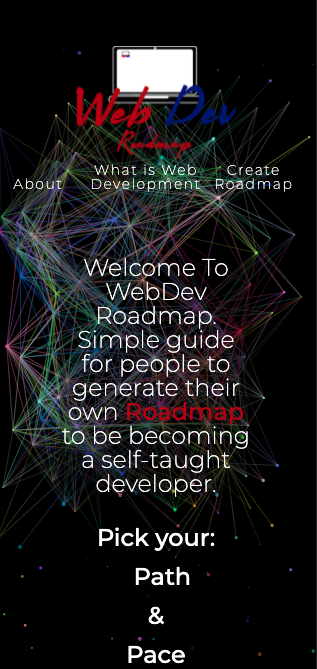 Web Dev
Roadmap
What is Web Create
About Development Roadmap
Welcome To
WebDev
Roadmap.
Simple guide
for people to
generate their
own Roadmap
to be becoming
a self-taught
developer.
Pick your:
Path
&
Pace